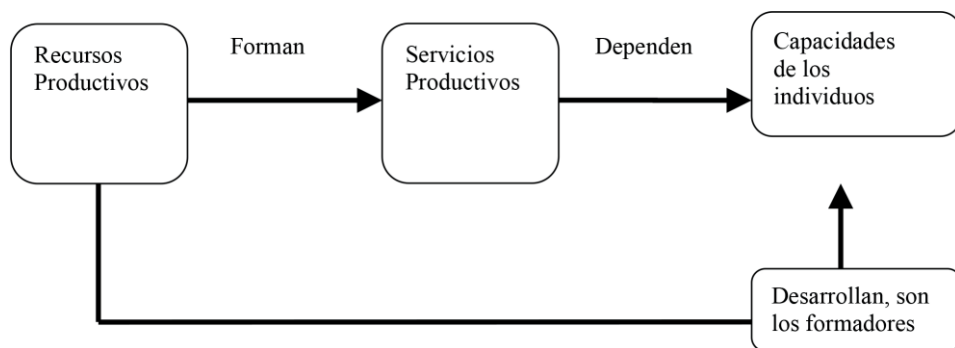 Recursos
Productivos
Forman
Servicios
Productivos
Dependen
Capacidades
de los
individuos
Desarrollan, son
los formadores